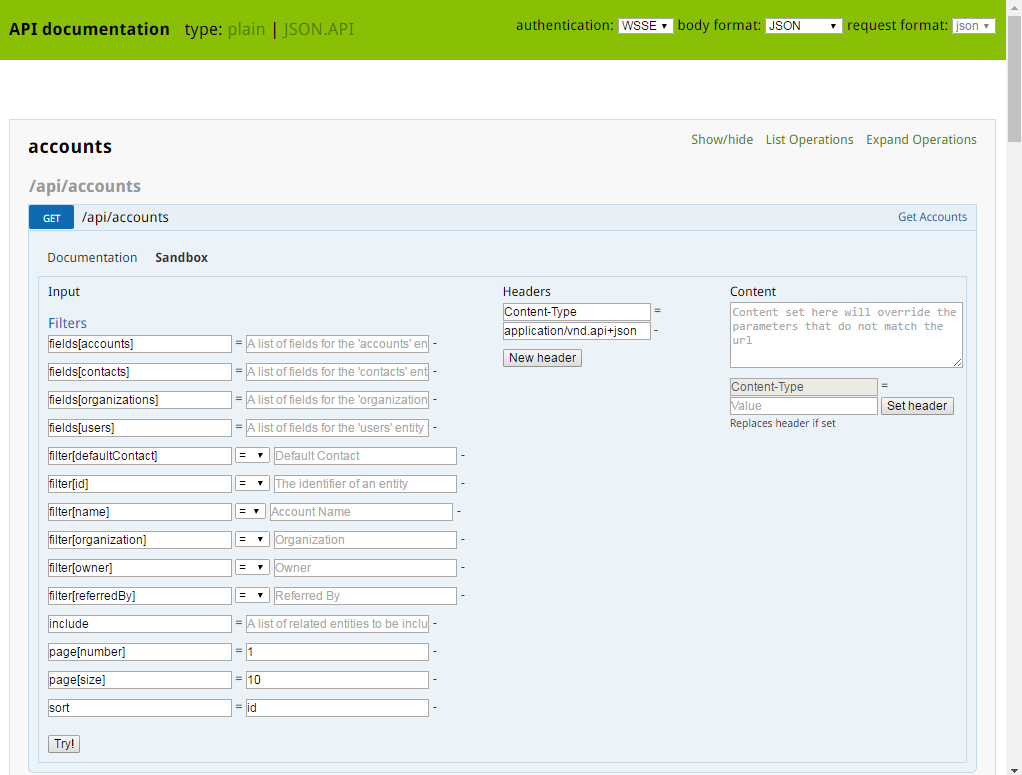 API documentation type: plain | JSON.API authentication: WSSE body format: JSON request format: json
accounts
Show/hide List Operations Expand Operations
/api/accounts
GET /api/accounts Get Accounts
Documentation Sandbox
Input
Filters
fields[accounts] = A list of fields for the 'accounts' en -
fields[contacts] = A list of fields for the 'contacts' ent -
fields[organizations] = A list of fields for the 'organization -
fields[users] = A list of fields for the 'users' entity -
filter[defaultContact] = Default Contact -
filter[id] = The identifier of an entity -
filter[name] = Account Name -
filter[organization] = Organization -
filter[owner] = Owner -
filter[referredBy] = Referred By -
include = A list of related entities to be inclu -
page[number] = 1 -
page[size] = 10 -
sort = id -
Try!
Headers
Content-Type =
application/vnd.api+json -
New header
Content
Content set here will override the
parameters that do not match the
url
Content-Type =
Value Set header
Replaces header if set